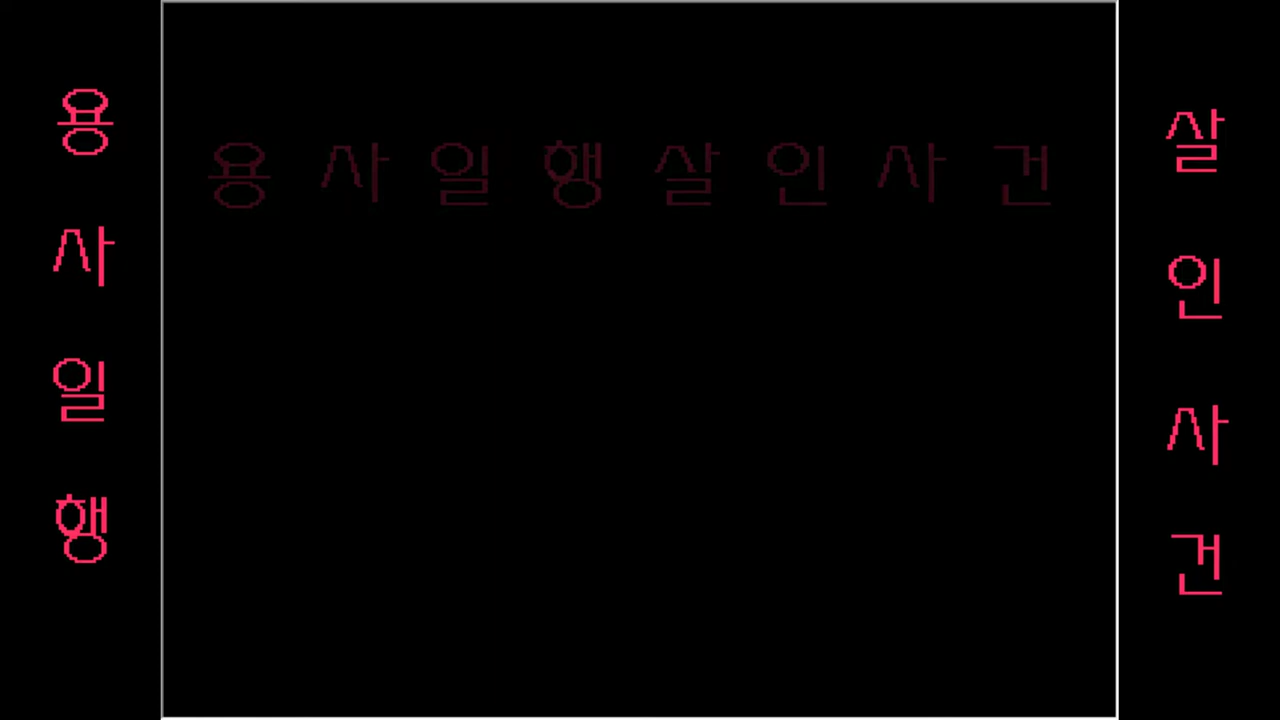 용사일행
용 사 일 행 살 인 사 건
살인사건